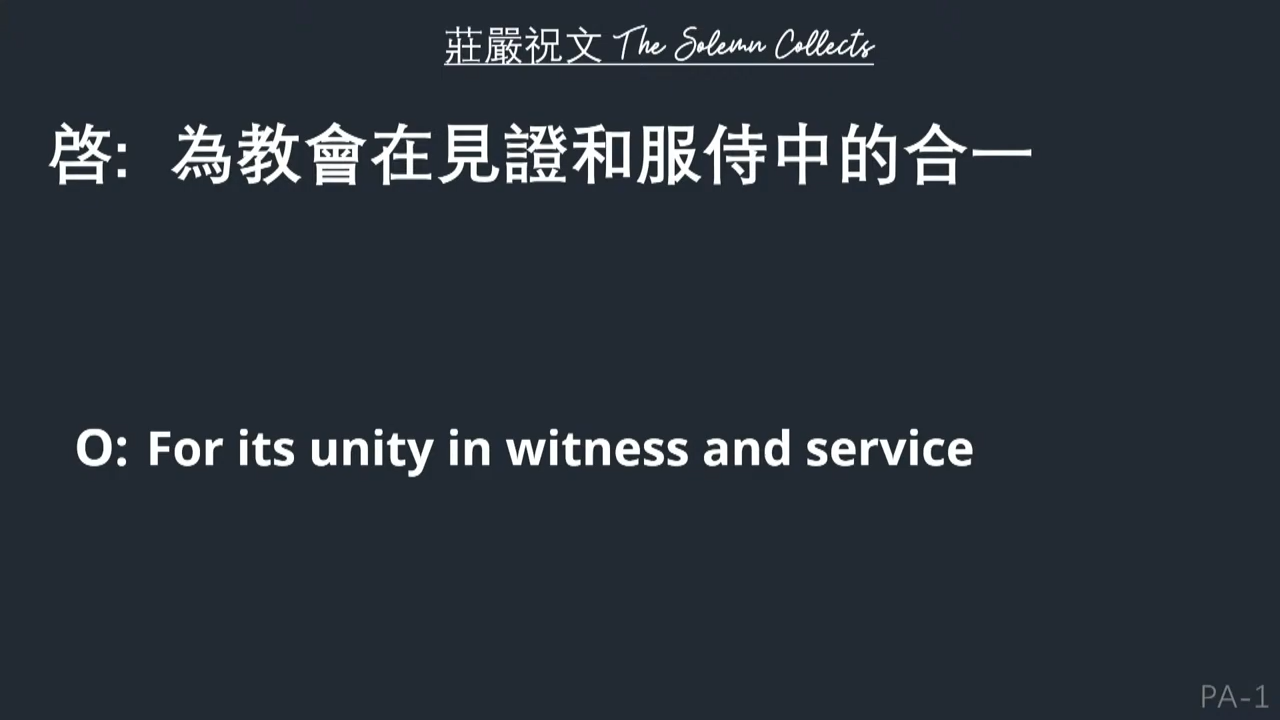 莊嚴祝文 The Solemn Collects
啓: 為教會在見證和服侍中的合一
O: For its unity in witness and service
PA-1